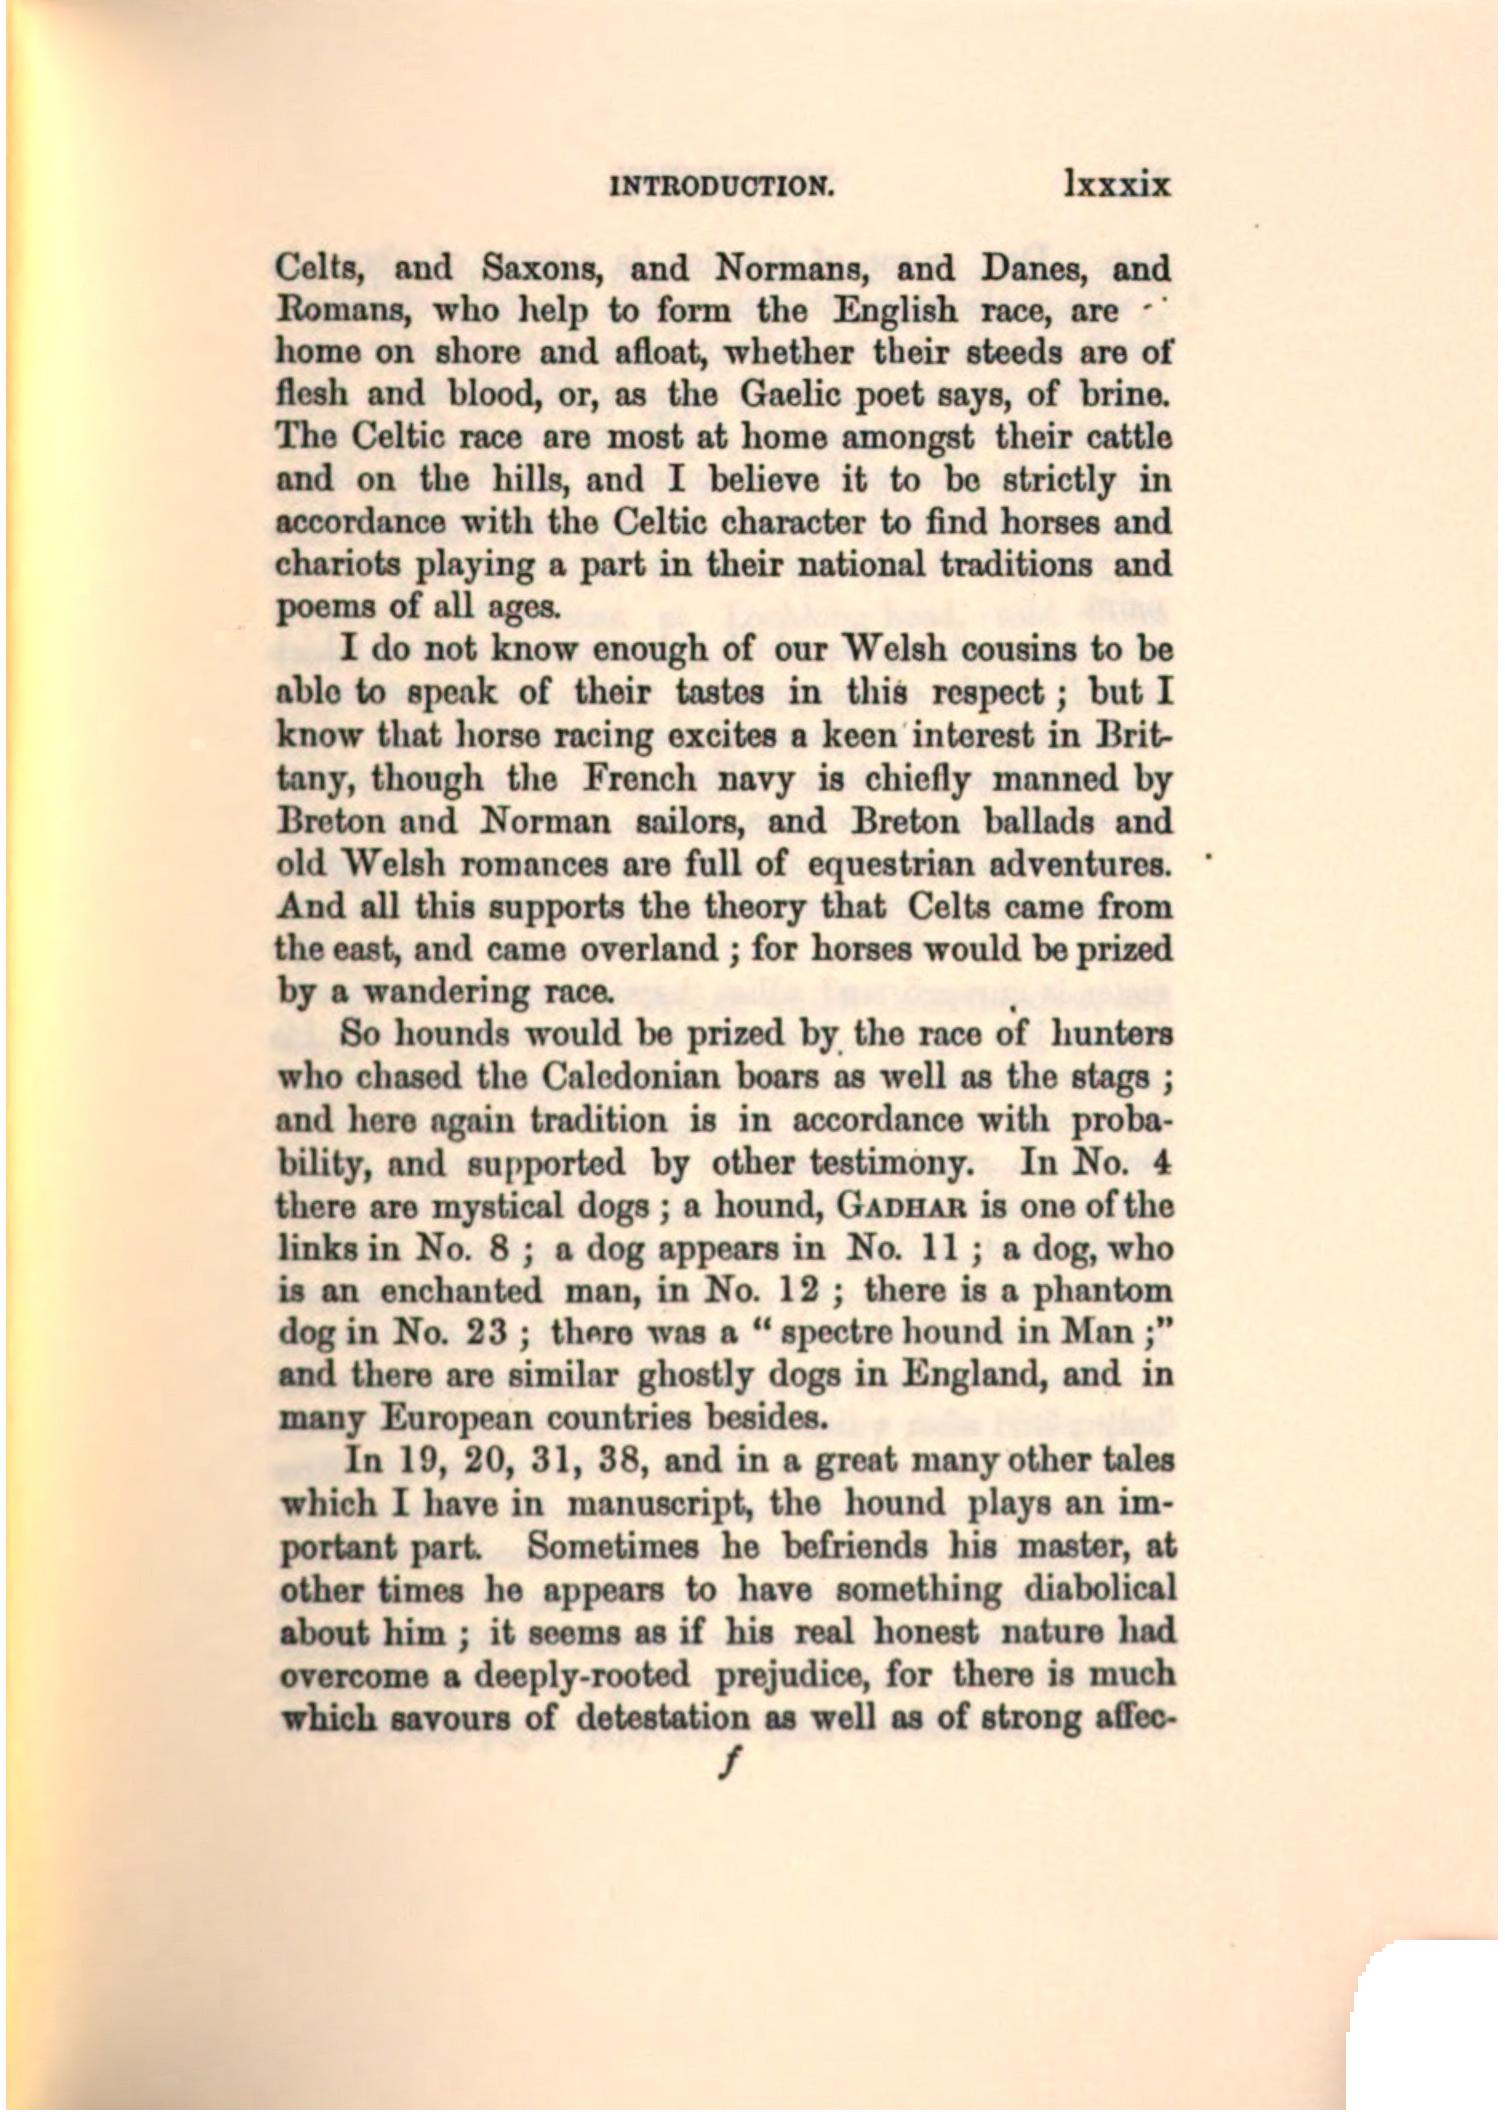 INTRODUCTION. lxxxix
Celts, and Saxons, and Normans, and Danes, and
Romans, who help to form the English race, are
home on shore and afloat, whether their steeds are of
flesh and blood, or, as the Gaelic poet says, of brine.
The Celtic race are most at home amongst their cattle
and on the hills, and I believe it to be strictly in
accordance with the Celtic character to find horses and
chariots playing a part in their national traditions and
poems of all ages.
I do not know enough of our Welsh cousins to be
able to speak of their tastes in this respect ; but I
know that horse racing excites a keen interest in Brit-
tany, though the French navy is chiefly manned by
Breton and Norman sailors, and Breton ballads and
old Welsh romances are full of equestrian adventures.
And all this supports the theory that Celts came from
the east, and came overland ; for horses would be prized
by a wandering race.
So hounds would be prized by the race of hunters
who chased the Caledonian boars as well as the stags ;
and here again tradition is in accordance with proba-
bility, and supported by other testimony. In No. 4
there are mystical dogs ; a hound, GADHAR is one of the
links in No. 8 ; a dog appears in No. 11 ; a dog, who
is an enchanted man, in No. 12 ; there is a phantom
dog in No. 23 ; there was a “ spectre hound in Man ;”
and there are similar ghostly dogs in England, and in
many European countries besides.
In 19, 20, 31, 38, and in a great many other tales
which I have in manuscript, the hound plays an im-
portant part. Sometimes he befriends his master, at
other times he appears to have something diabolical
about him ; it seems as if his real honest nature had
overcome a deeply-rooted prejudice, for there is much
which savours of detestation as well as of strong affec-
f